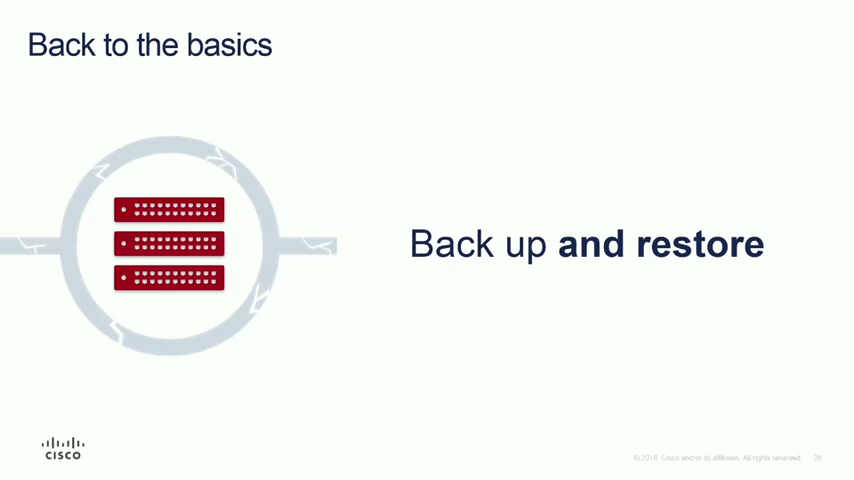 Back to the basics
Back up and restore
CISCO
© 2016 Cisco and/or its affiliates. All rights reserved.